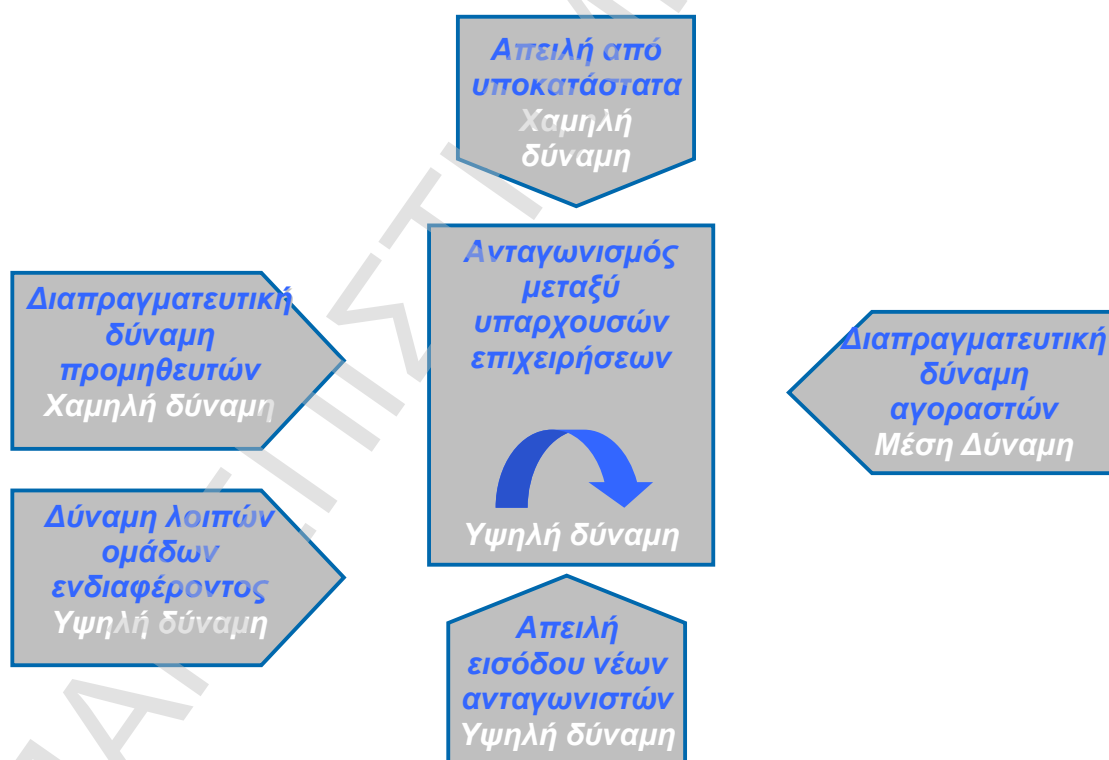 Απειλή από
υποκατάστατα
Χαμηλή
δύναμη
Ανταγωνισμός
μεταξύ
υπαρχουσών
επιχειρήσεων
Υψηλή δύναμη
Διαπραγματευτική
δύναμη
προμηθευτών
Χαμηλή δύναμη
Διαπραγματευτική
δύναμη
αγοραστών
Μέση Δύναμη
Δύναμη λοιπών
ομάδων
ενδιαφέροντος
Υψηλή δύναμη
Απειλή
εισόδου νέων
ανταγωνιστών
Υψηλή δύναμη